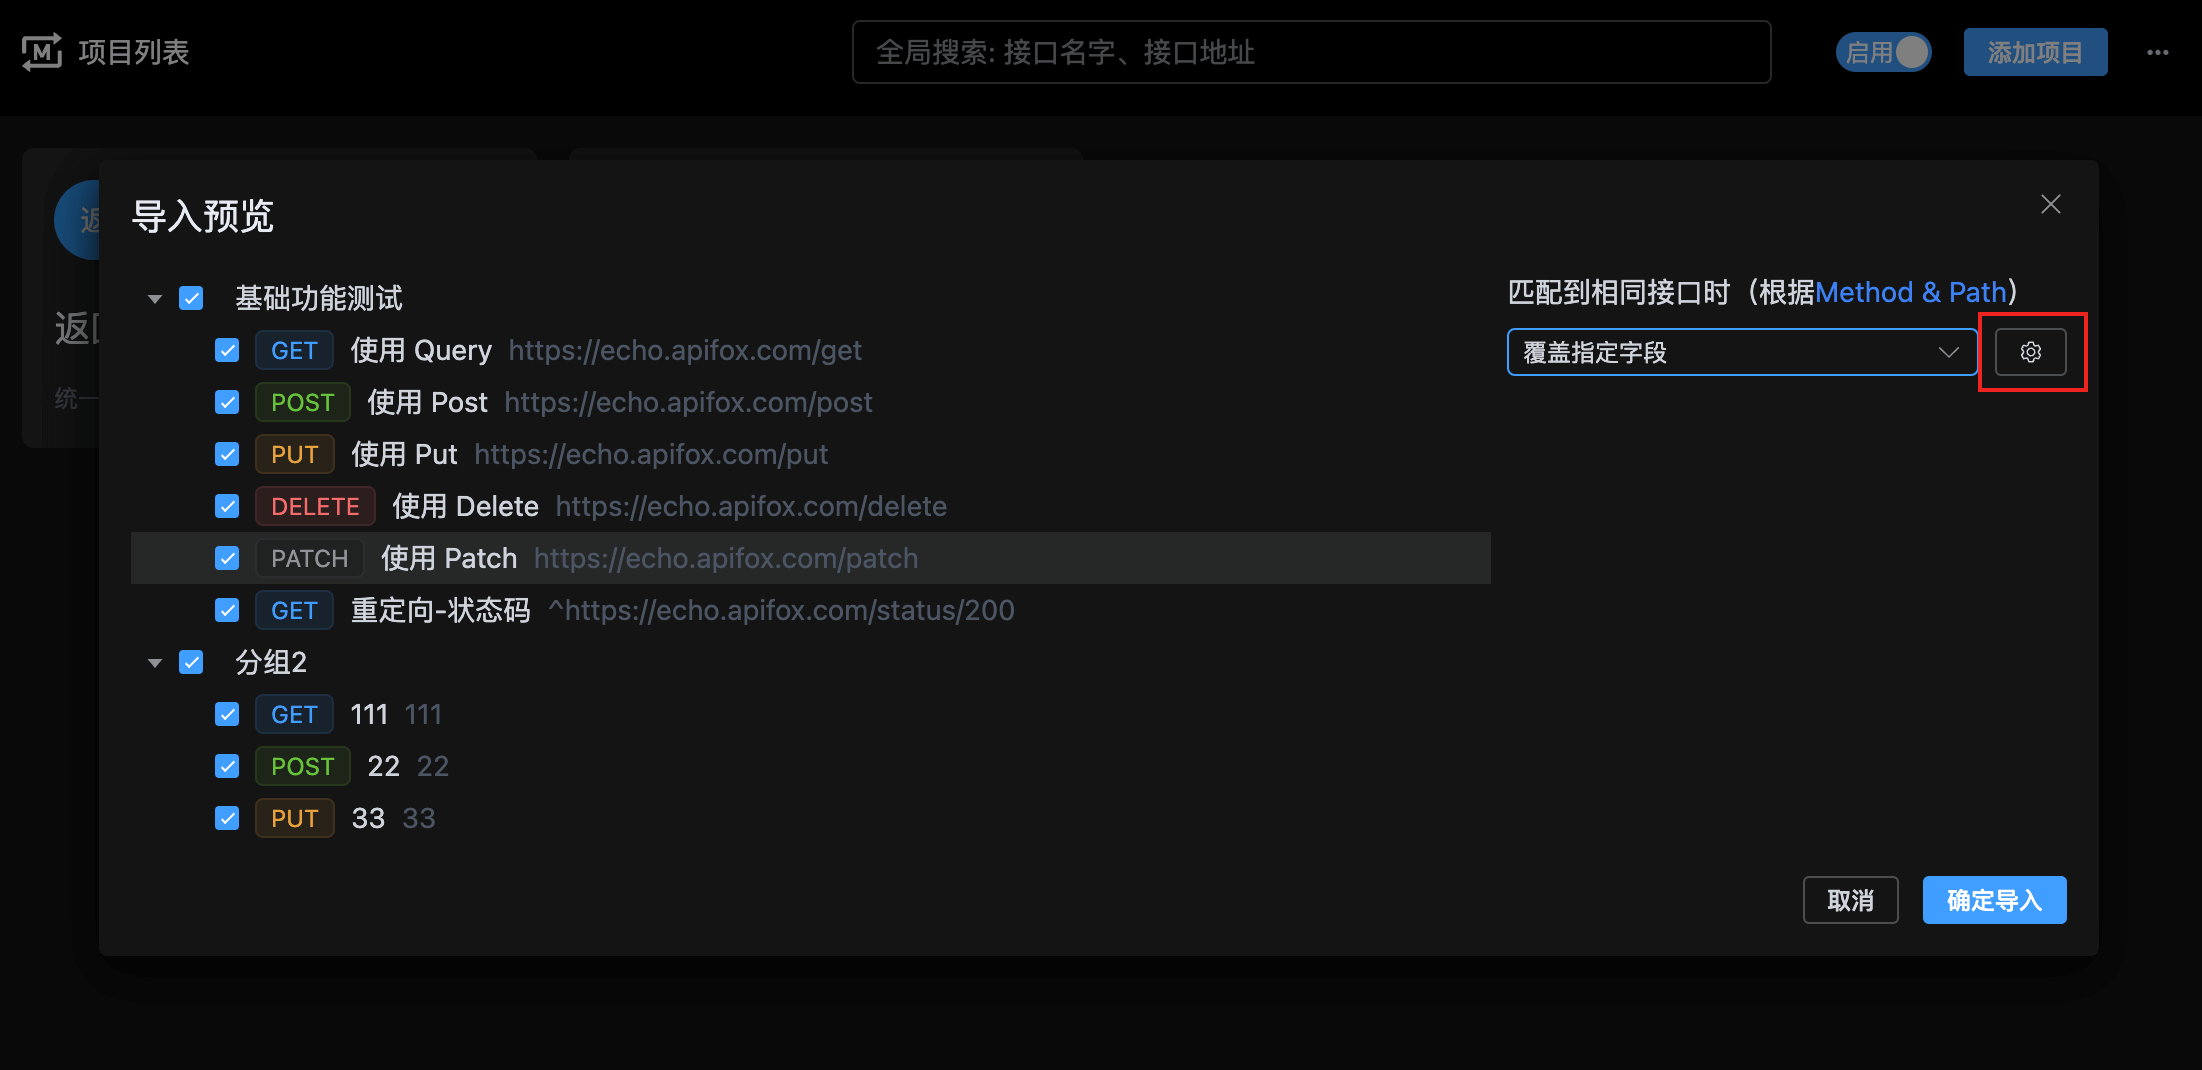 M 项目列表
全局搜索: 接口名字、接口地址
启用
添加项目
导入预览
匹配到相同接口时（根据Method & Path）
覆盖指定字段
基础功能测试
GET 使用 Query https://echo.apifox.com/get
POST 使用 Post https://echo.apifox.com/post
PUT 使用 Put https://echo.apifox.com/put
DELETE 使用 Delete https://echo.apifox.com/delete
PATCH 使用 Patch https://echo.apifox.com/patch
GET 重定向-状态码 ^https://echo.apifox.com/status/200
分组2
GET 111 111
POST 22 22
PUT 33 33
返
返回
统一
取消
确定导入